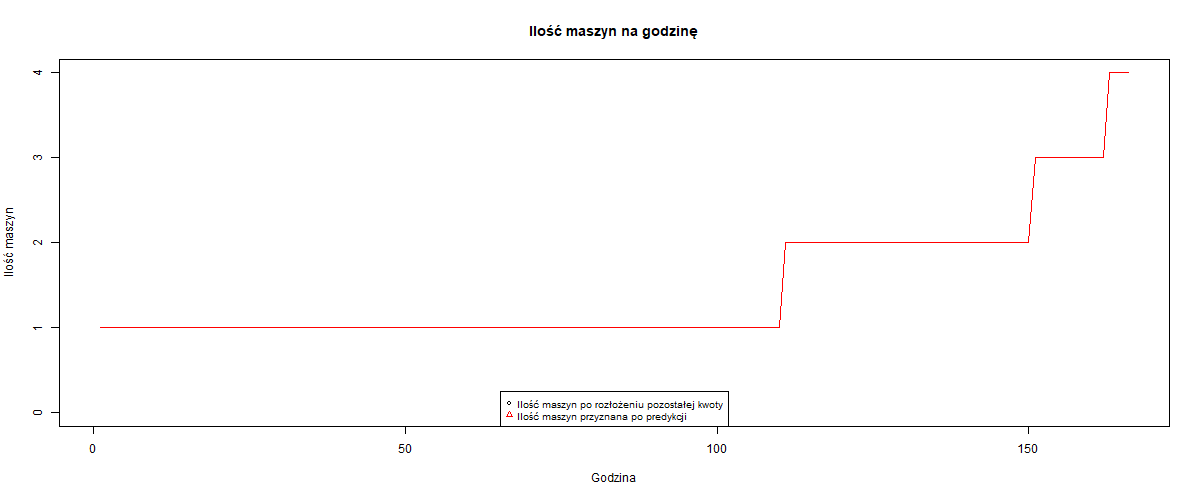 Ilość maszyn na godzinę
Ilość maszyn
4
3
2
1
0
Ilość maszyn po rozłożeniu pozostałej kwoty
Ilość maszyn przyznana po predykcji
0 50 100 150
Godzina